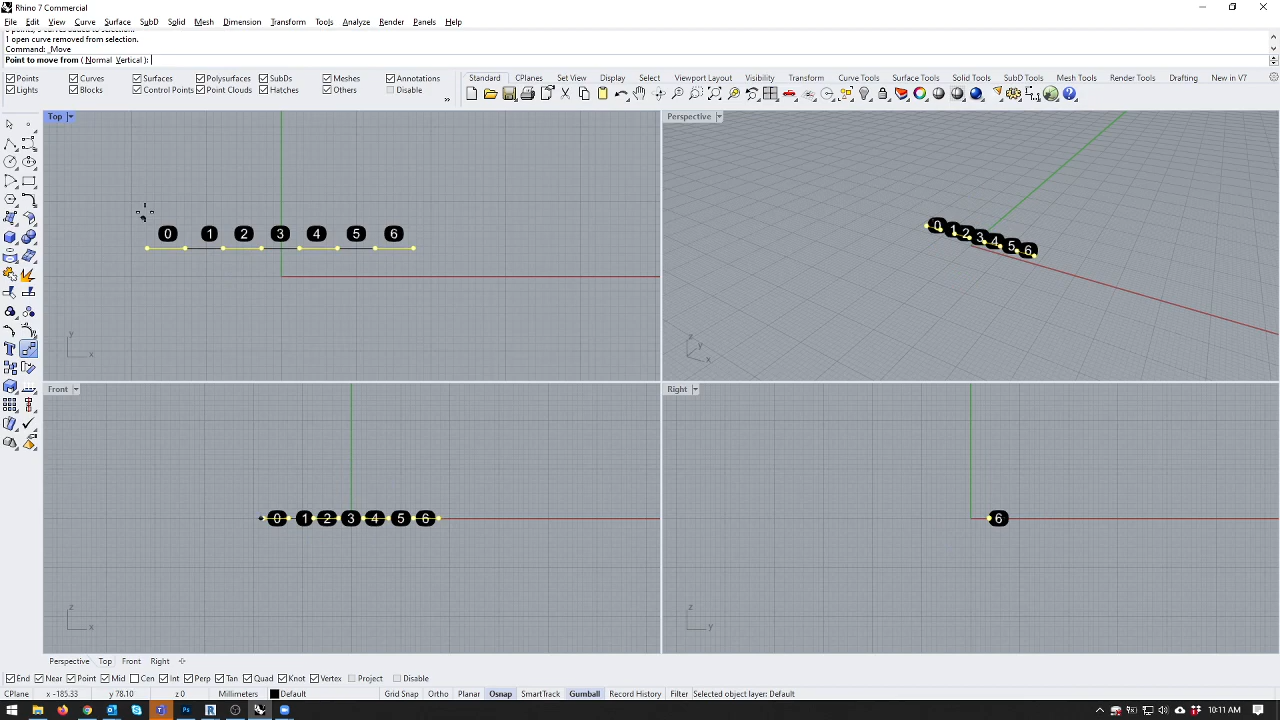 Rhino 7 Commercial
File Edit View Curve Surface SubD Solid Mesh Dimension Transform Tools Analyze Render Panels Help
1 open curve removed from selection.
Command: _Move
Point to move from ( Normal Vertical ):
Points Curves Surfaces Polysurfaces SubDs Meshes Annotations
Lights Blocks Control Points Point Clouds Hatches Others Disable
Standard CPlanes Set View Display Select Viewport Layout Visibility Transform Curve Tools Surface Tools Solid Tools SubD Tools Mesh Tools Render Tools Drafting New in V7
Top
0 1 2 3 4 5 6
y
x
Perspective
0 1 2 3 4 5 6
z
y
x
Front
0 1 2 3 4 5 6
z
x
Right
6
z
y
Perspective Top Front Right
End Near Point Mid Cen Int Perp Tan Quad Knot Vertex Project Disable
CPlane x -185.33 y 78.10 z 0 Millimeters Default Grid Snap Ortho Planar Osnap SmartTrack Gumball Record History Filter Selected object layer: Default
10:11 AM